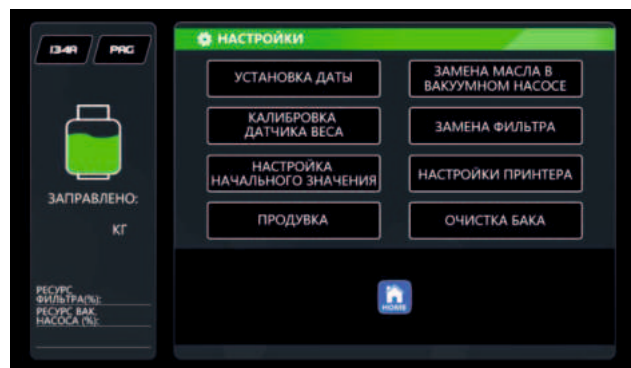 134A PAG
ЗАПРАВЛЕНО:
КГ
РЕСУРС
ФИЛЬТРА(%):
РЕСУРС ВАК.
НАСОСА (%):
НАСТРОЙКИ
УСТАНОВКА ДАТЫ
ЗАМЕНА МАСЛА В
ВАКУУМНОМ НАСОСЕ
КАЛИБРОВКА
ДАТЧИКА ВЕСА
ЗАМЕНА ФИЛЬТРА
НАСТРОЙКА
НАЧАЛЬНОГО ЗНАЧЕНИЯ
НАСТРОЙКИ ПРИНТЕРА
ПРОДУВКА
ОЧИСТКА БАКА
HOME